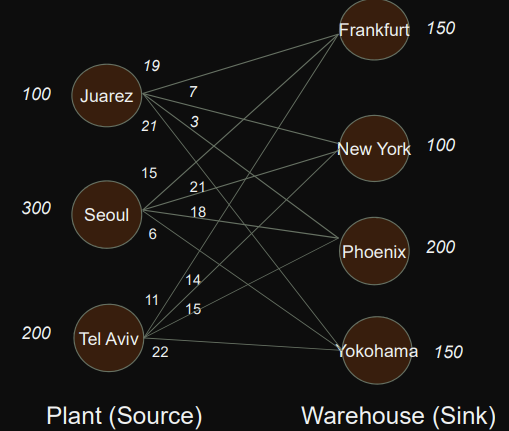 Frankfurt 150
19
100 Juarez 7
3
21
New York 100
15
21
300 Seoul 18
6
Phoenix 200
14
11
15
200 Tel Aviv
22
Yokohama 150
Plant (Source) Warehouse (Sink)